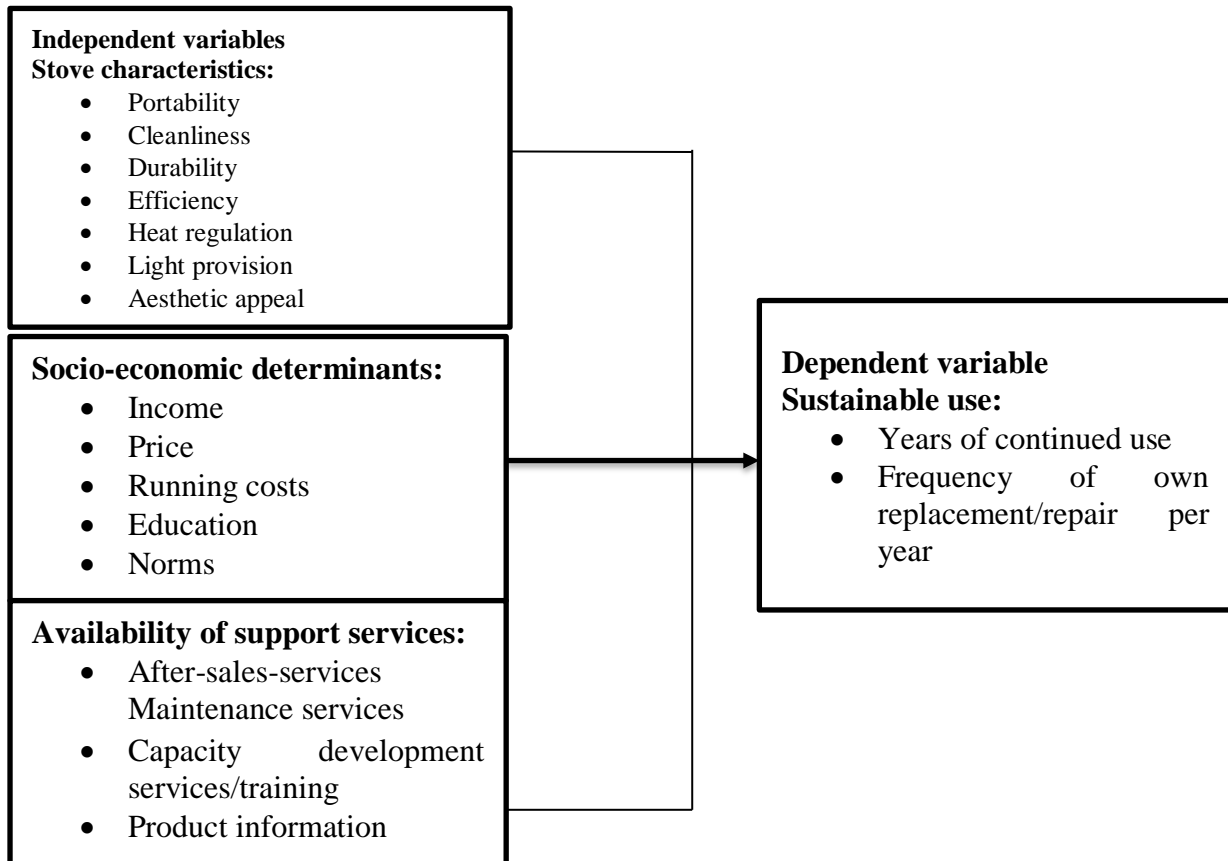 Independent variables
Stove characteristics:
• Portability
• Cleanliness
• Durability
• Efficiency
• Heat regulation
• Light provision
• Aesthetic appeal
Socio-economic determinants:
• Income
• Price
• Running costs
• Education
• Norms
Availability of support services:
• After-sales-services
Maintenance services
• Capacity development
services/training
• Product information
Dependent variable
Sustainable use:
• Years of continued use
• Frequency of own
replacement/repair per
year